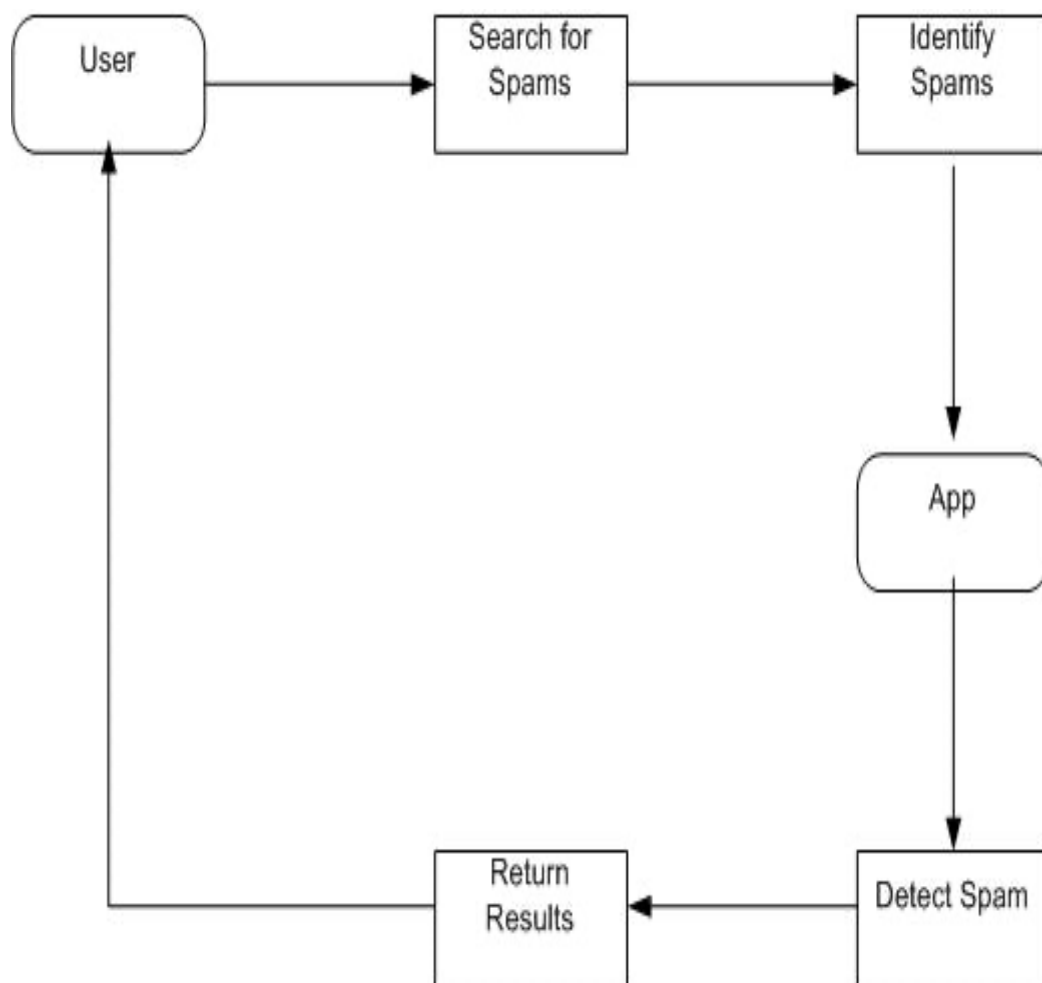 User
Search for
Spams
Identify
Spams
App
Detect Spam
Return
Results